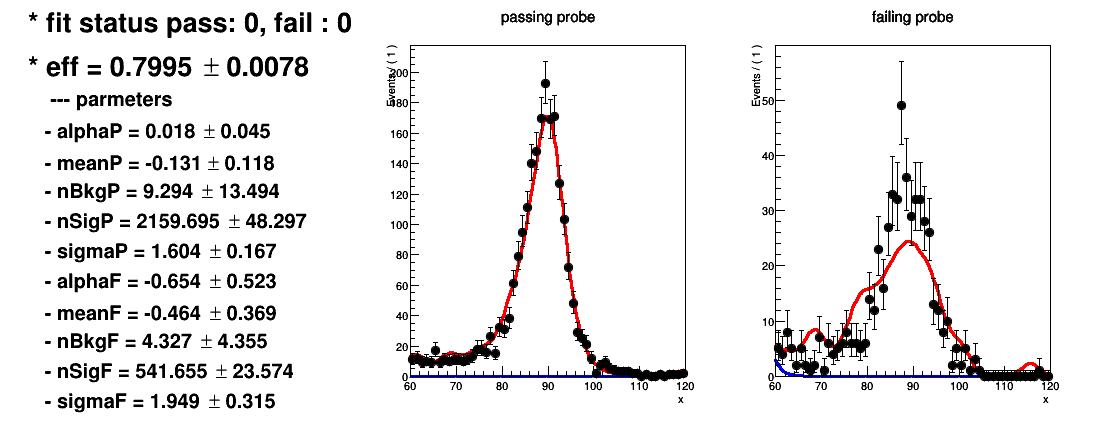 * fit status pass: 0, fail : 0
* eff = 0.7995 ± 0.0078
--- parmeters
- alphaP = 0.018 ± 0.045
- meanP = -0.131 ± 0.118
- nBkgP = 9.294 ± 13.494
- nSigP = 2159.695 ± 48.297
- sigmaP = 1.604 ± 0.167
- alphaF = -0.654 ± 0.523
- meanF = -0.464 ± 0.369
- nBkgF = 4.327 ± 4.355
- nSigF = 541.655 ± 23.574
- sigmaF = 1.949 ± 0.315
passing probe
Events / ( 1 )
200
180
160
140
120
100
80
60
40
20
0
60 70 80 90 100 110 120
x
failing probe
Events / ( 1 )
50
40
30
20
10
0
60 70 80 90 100 110 120
x